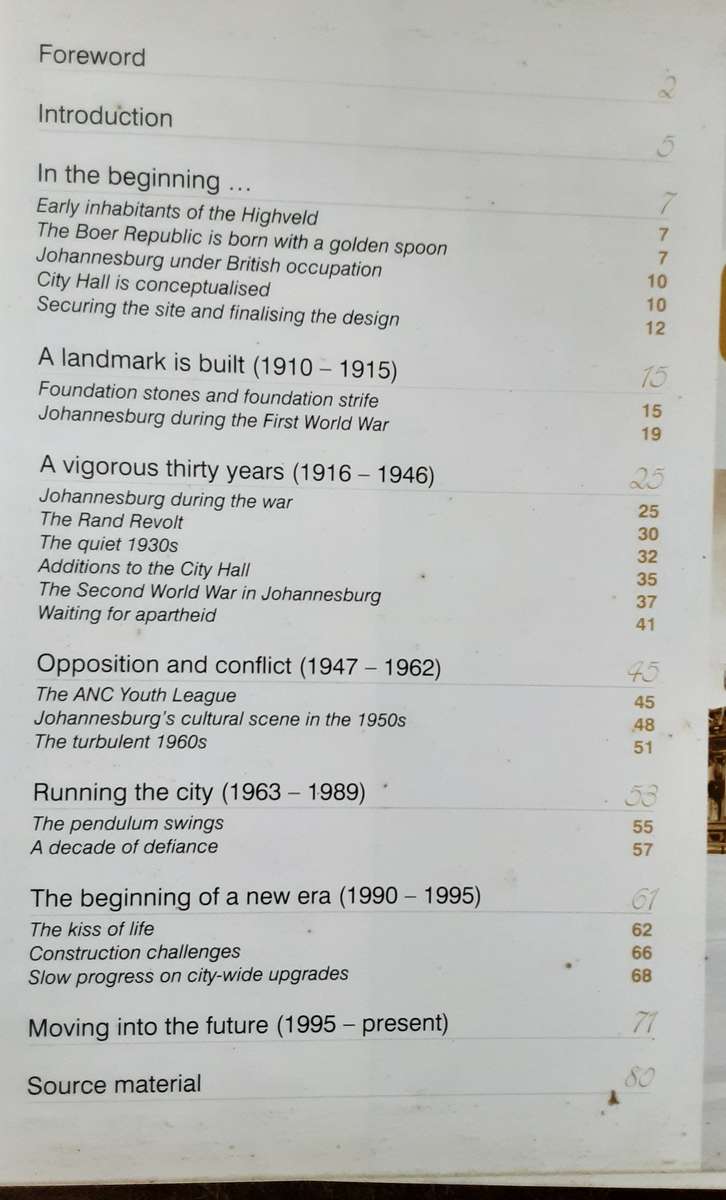 Foreword 2
Introduction 5
In the beginning … 7
Early inhabitants of the Highveld 7
The Boer Republic is born with a golden spoon 7
Johannesburg under British occupation 10
City Hall is conceptualised 10
Securing the site and finalising the design 12
A landmark is built (1910 – 1915) 15
Foundation stones and foundation strife 15
Johannesburg during the First World War 19
A vigorous thirty years (1916 – 1946) 25
Johannesburg during the war 25
The Rand Revolt 30
The quiet 1930s 32
Additions to the City Hall 35
The Second World War in Johannesburg 37
Waiting for apartheid 41
Opposition and conflict (1947 – 1962) 45
The ANC Youth League 45
Johannesburg's cultural scene in the 1950s 48
The turbulent 1960s 51
Running the city (1963 – 1989) 53
The pendulum swings 55
A decade of defiance 57
The beginning of a new era (1990 – 1995) 61
The kiss of life 62
Construction challenges 66
Slow progress on city-wide upgrades 68
Moving into the future (1995 – present) 71
Source material 80